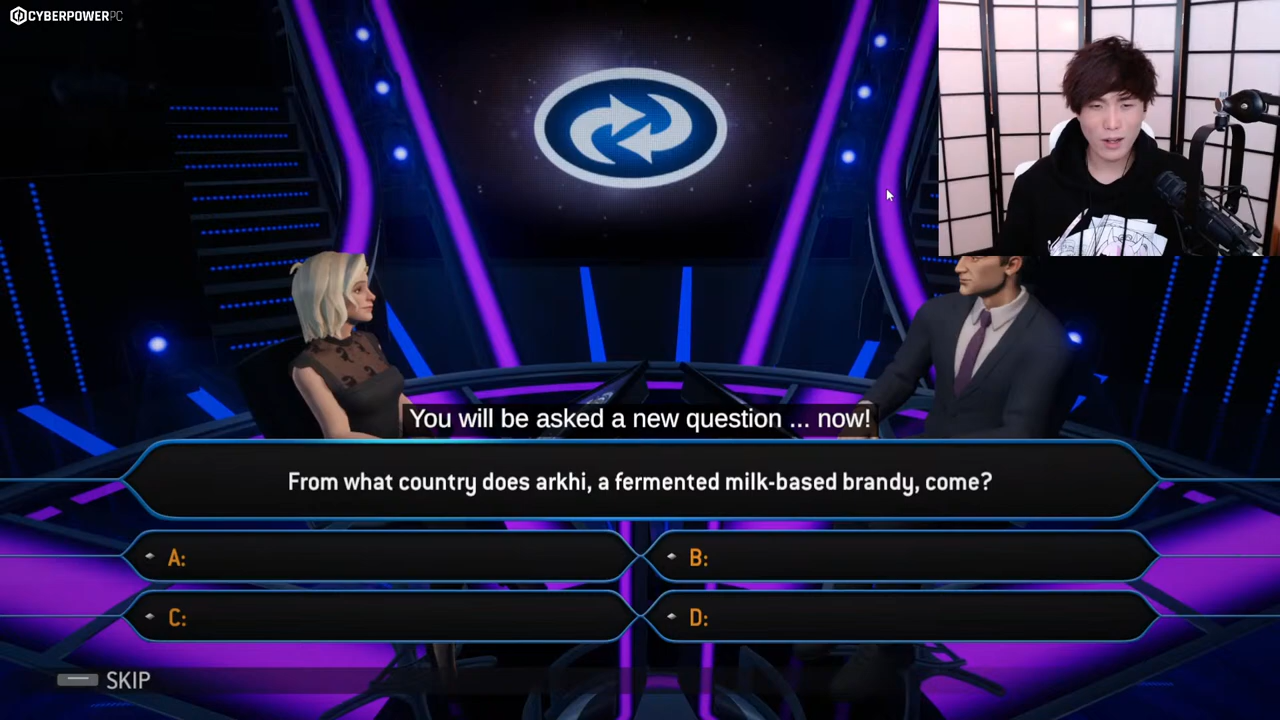 CYBERPOWERPC
You will be asked a new question ... now!
From what country does arkhi, a fermented milk-based brandy, come?
A:
B:
C:
D:
SKIP